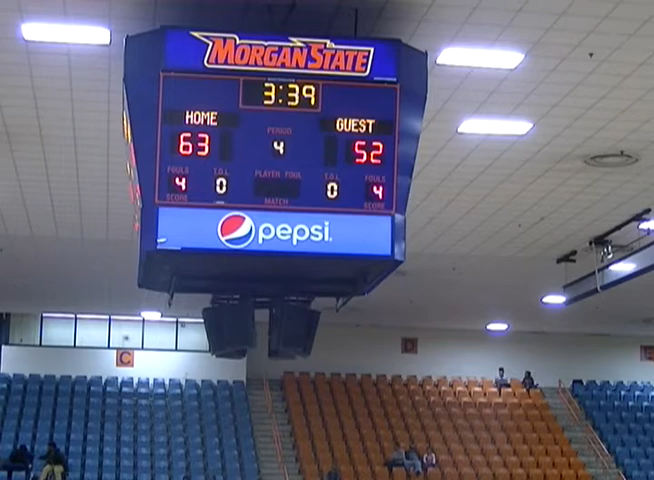 MORGAN STATE
3:39
HOME
GUEST
PERIOD
63
4
52
FOULS
T.O.L
PLAYER FOUL
T.O.L
FOULS
4
0
0
4
SCORE
MATCH
SCORE
pepsi.
C
D
E